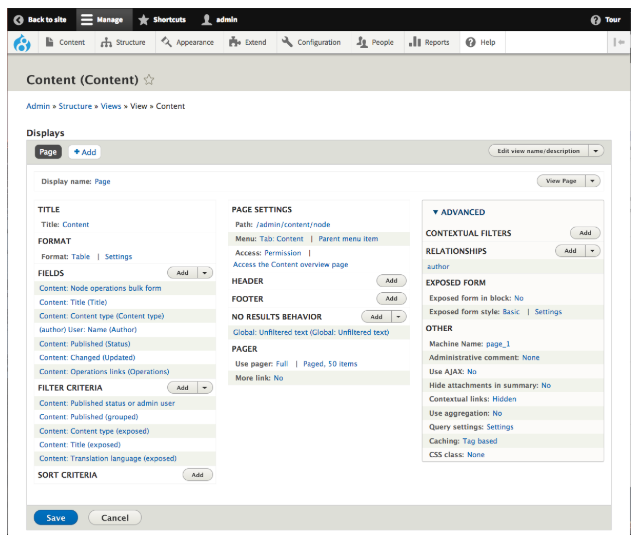 Back to site Manage Shortcuts admin Tour
Content Structure Appearance Extend Configuration People Reports Help
Content (Content)
Admin » Structure » Views » View » Content
Displays
Page + Add Edit view name/description
Display name: Page View Page
TITLE
Title: Content
FORMAT
Format: Table | Settings
FIELDS Add
Content: Node operations bulk form
Content: Title (Title)
Content: Content type (Content type)
(author) User: Name (Author)
Content: Published (Status)
Content: Changed (Updated)
Content: Operations links (Operations)
FILTER CRITERIA Add
Content: Published status or admin user
Content: Published (grouped)
Content: Content type (exposed)
Content: Title (exposed)
Content: Translation language (exposed)
SORT CRITERIA Add
PAGE SETTINGS
Path: /admin/content/node
Menu: Tab: Content | Parent menu item
Access: Permission |
Access the Content overview page
HEADER Add
FOOTER Add
NO RESULTS BEHAVIOR Add
Global: Unfiltered text (Global: Unfiltered text)
PAGER
Use pager: Full | Paged, 50 items
More link: No
▼ ADVANCED
CONTEXTUAL FILTERS Add
RELATIONSHIPS Add
author
EXPOSED FORM
Exposed form in block: No
Exposed form style: Basic | Settings
OTHER
Machine Name: page_1
Administrative comment: None
Use AJAX: No
Hide attachments in summary: No
Contextual links: Hidden
Use aggregation: No
Query settings: Settings
Caching: Tag based
CSS class: None
Save Cancel